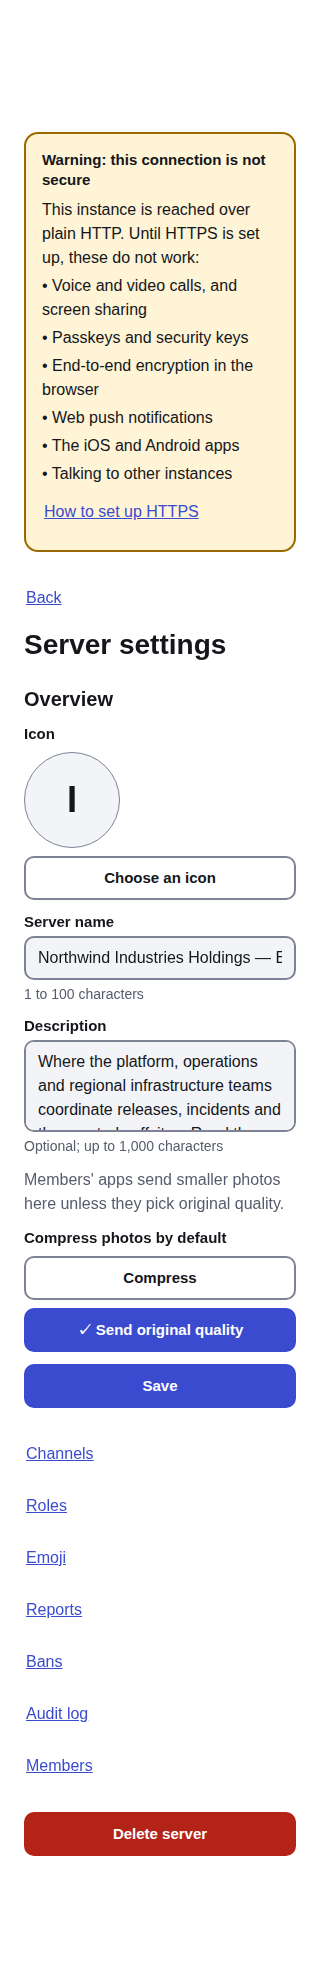 Warning: this connection is not
secure
This instance is reached over
plain HTTP. Until HTTPS is set
up, these do not work:
• Voice and video calls, and
screen sharing
• Passkeys and security keys
• End-to-end encryption in the
browser
• Web push notifications
• The iOS and Android apps
• Talking to other instances
How to set up HTTPS
Back
Server settings
Overview
Icon
I
Choose an icon
Server name
Northwind Industries Holdings —
1 to 100 characters
Description
Where the platform, operations
and regional infrastructure teams
coordinate releases, incidents and
Optional; up to 1,000 characters
Members' apps send smaller photos
here unless they pick original quality.
Compress photos by default
Compress
✓ Send original quality
Save
Channels
Roles
Emoji
Reports
Bans
Audit log
Members
Delete server